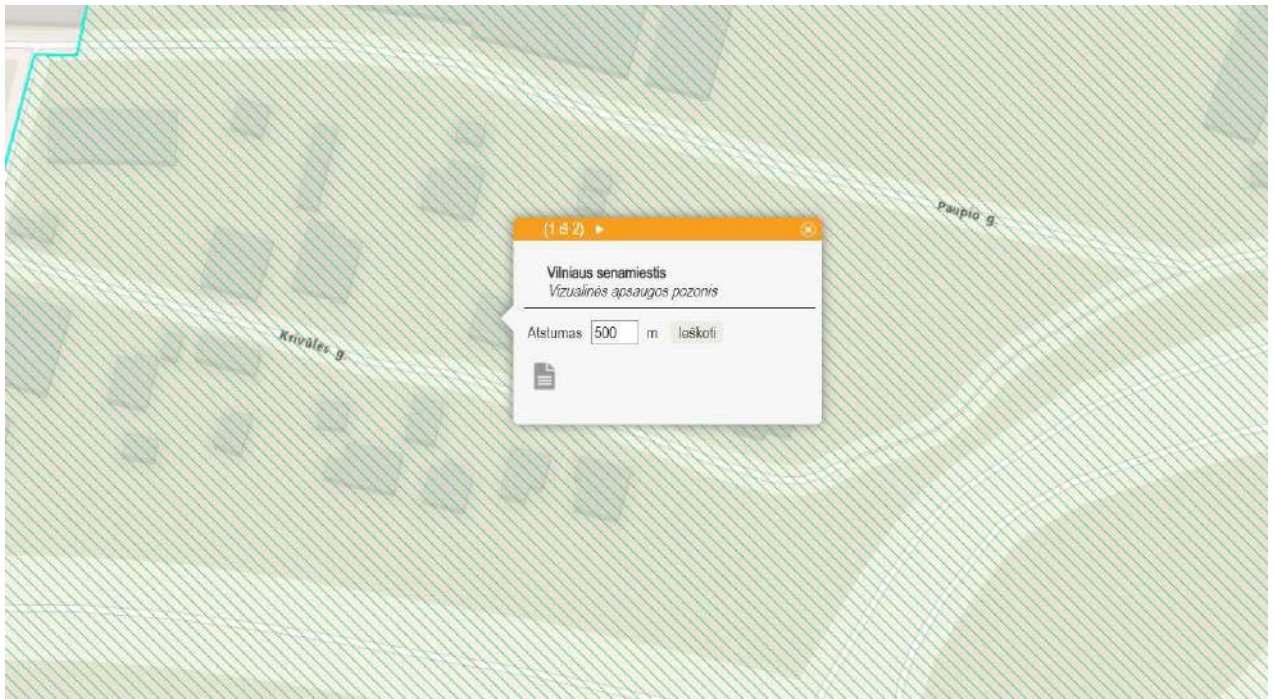 Paupio g.
(1 iš 2)
Vilniaus senamiestis
Vizualinės apsaugos pozonis
Atstumas 500 m Ieškoti
Krivūlės g.